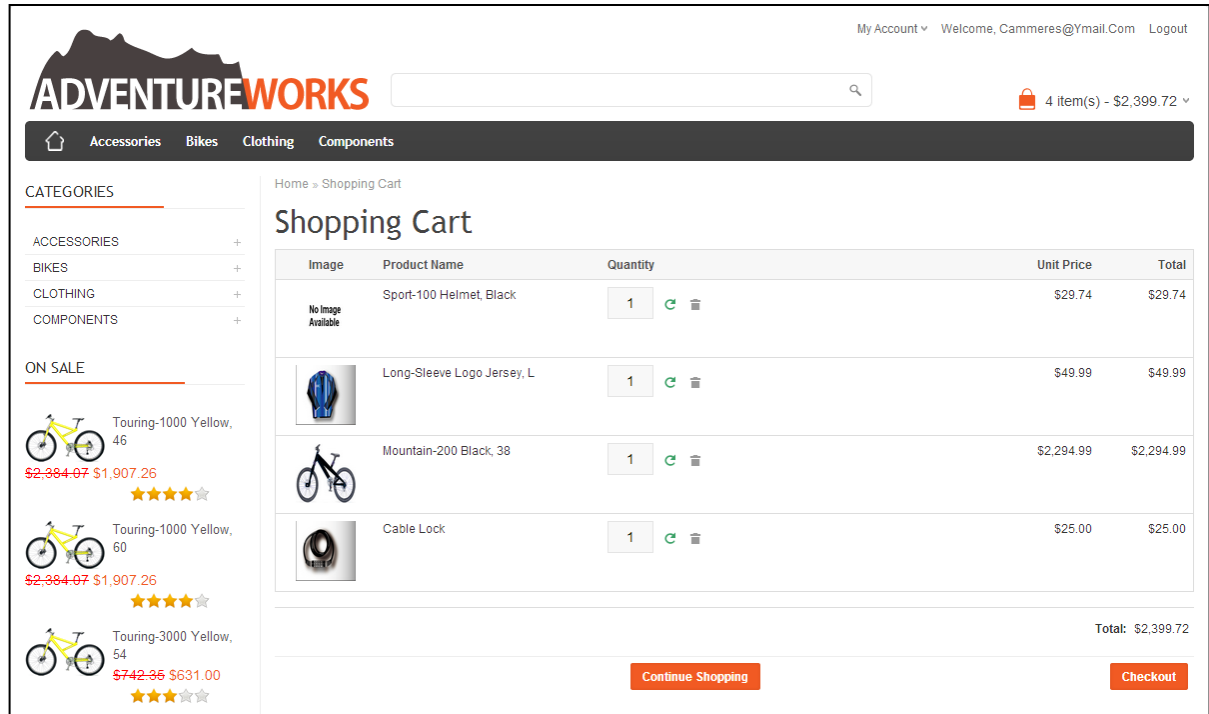 My Account Welcome, Cammeres@Ymail.Com Logout
ADVENTUREWORKS
4 item(s) - $2,399.72
Accessories Bikes Clothing Components
CATEGORIES
ACCESSORIES +
BIKES +
CLOTHING +
COMPONENTS +
ON SALE
Touring-1000 Yellow,
46
$2,384.07 $1,907.26
Touring-1000 Yellow,
60
$2,384.07 $1,907.26
Touring-3000 Yellow,
54
$742.35 $631.00
Home » Shopping Cart
Shopping Cart
Image Product Name Quantity Unit Price Total
No Image
Available
Sport-100 Helmet, Black 1 $29.74 $29.74
Long-Sleeve Logo Jersey, L 1 $49.99 $49.99
Mountain-200 Black, 38 1 $2,294.99 $2,294.99
Cable Lock 1 $25.00 $25.00
Total: $2,399.72
Continue Shopping Checkout